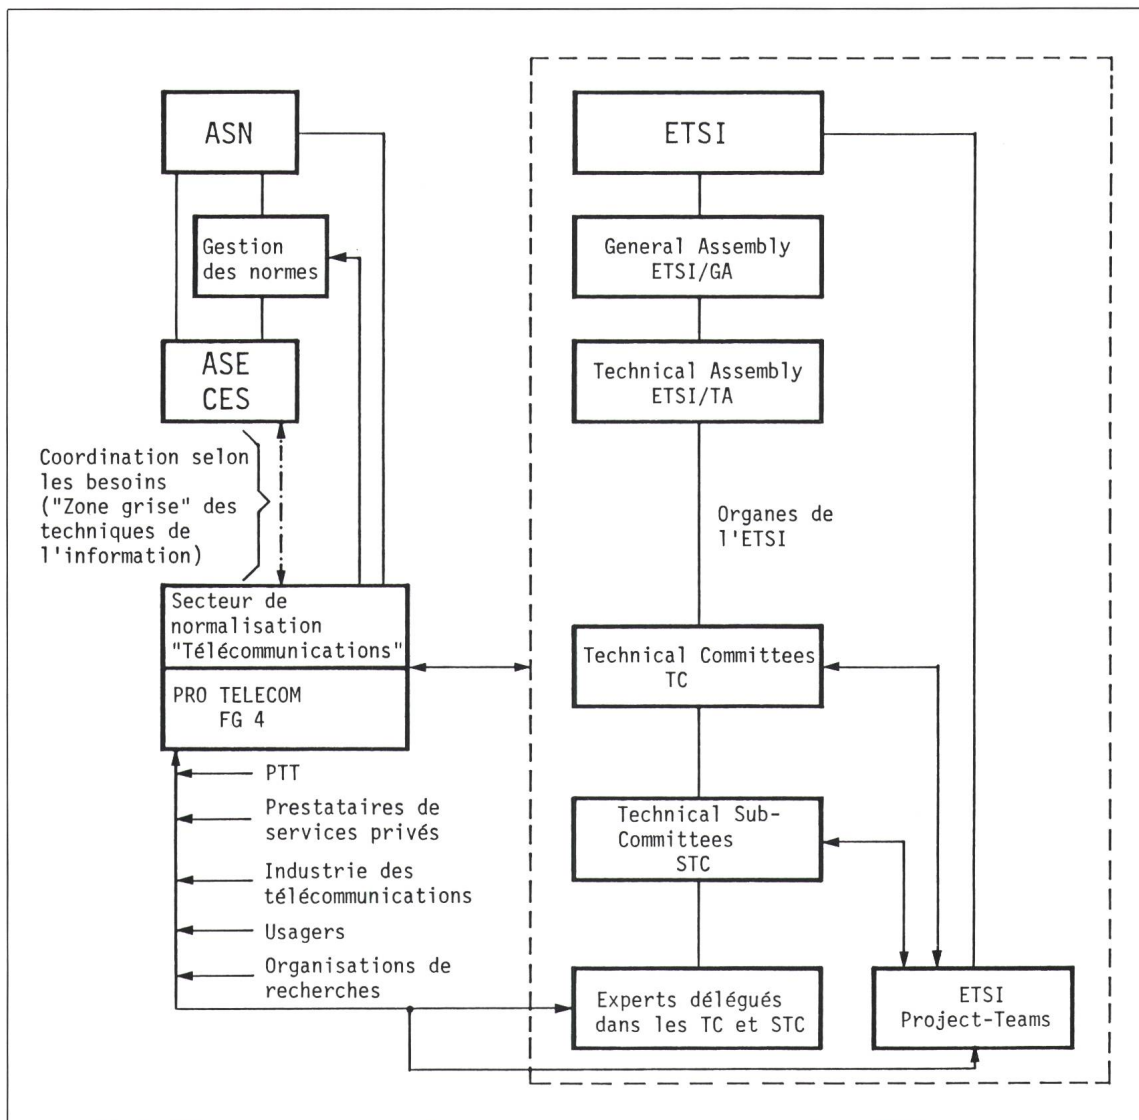 ASN
Gestion
des normes
ASE
CES
Coordination selon
les besoins
("Zone grise" des
techniques de
l'information)
Secteur de
normalisation
"Télécommunications"
PRO TELECOM
FG 4
PTT
Prestataires de
services privés
Industrie des
télécommunications
Usagers
Organisations de
recherches
ETSI
General Assembly
ETSI/GA
Technical Assembly
ETSI/TA
Organes de
l'ETSI
Technical Committees
TC
Technical Sub-
Committees
STC
Experts délégués
dans les TC et STC
ETSI
Project-Teams